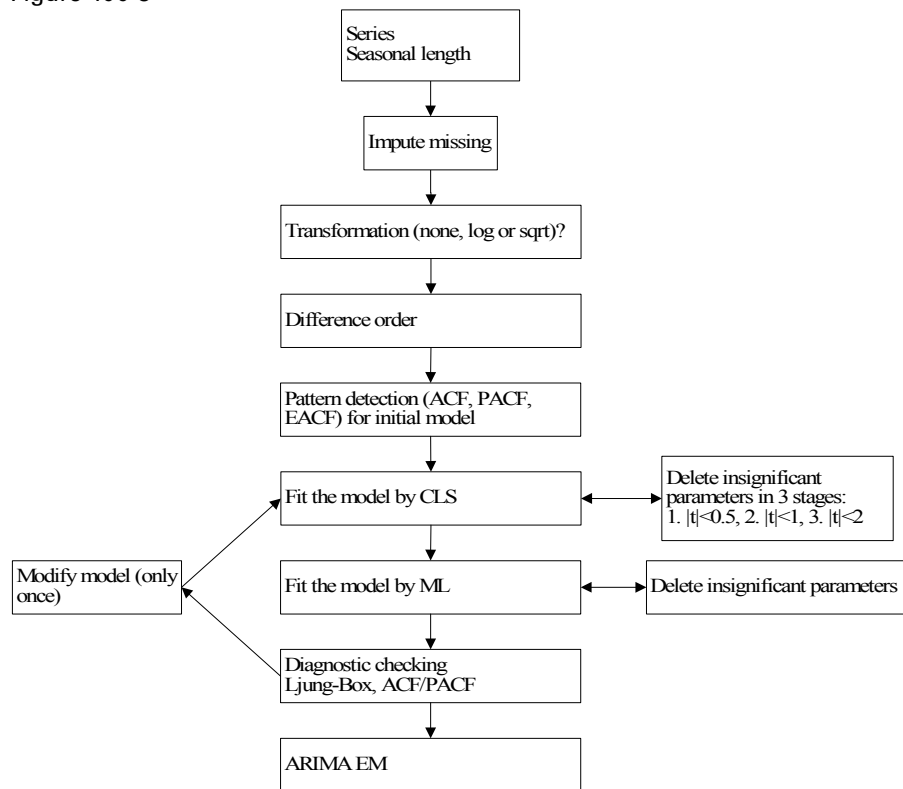 Series
Seasonal length
Impute missing
Transformation (none, log or sqrt)?
Difference order
Pattern detection (ACF, PACF,
EACF) for initial model
Fit the model by CLS
Delete insignificant
parameters in 3 stages:
1. |t|<0.5, 2. |t|<1, 3. |t|<2
Modify model (only
once)
Fit the model by ML
Delete insignificant parameters
Diagnostic checking
Ljung-Box, ACF/PACF
ARIMA EM